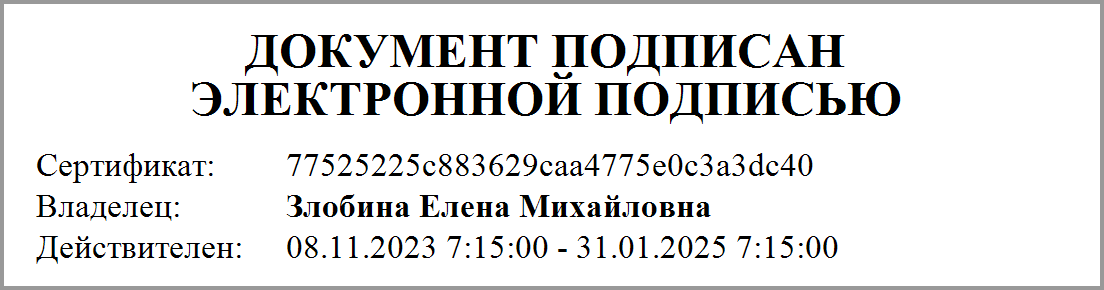 ДОКУМЕНТ ПОДПИСАН
ЭЛЕКТРОННОЙ ПОДПИСЬЮ
Сертификат: 77525225c883629caa4775e0c3a3dc40
Владелец: Злобина Елена Михайловна
Действителен: 08.11.2023 7:15:00 - 31.01.2025 7:15:00